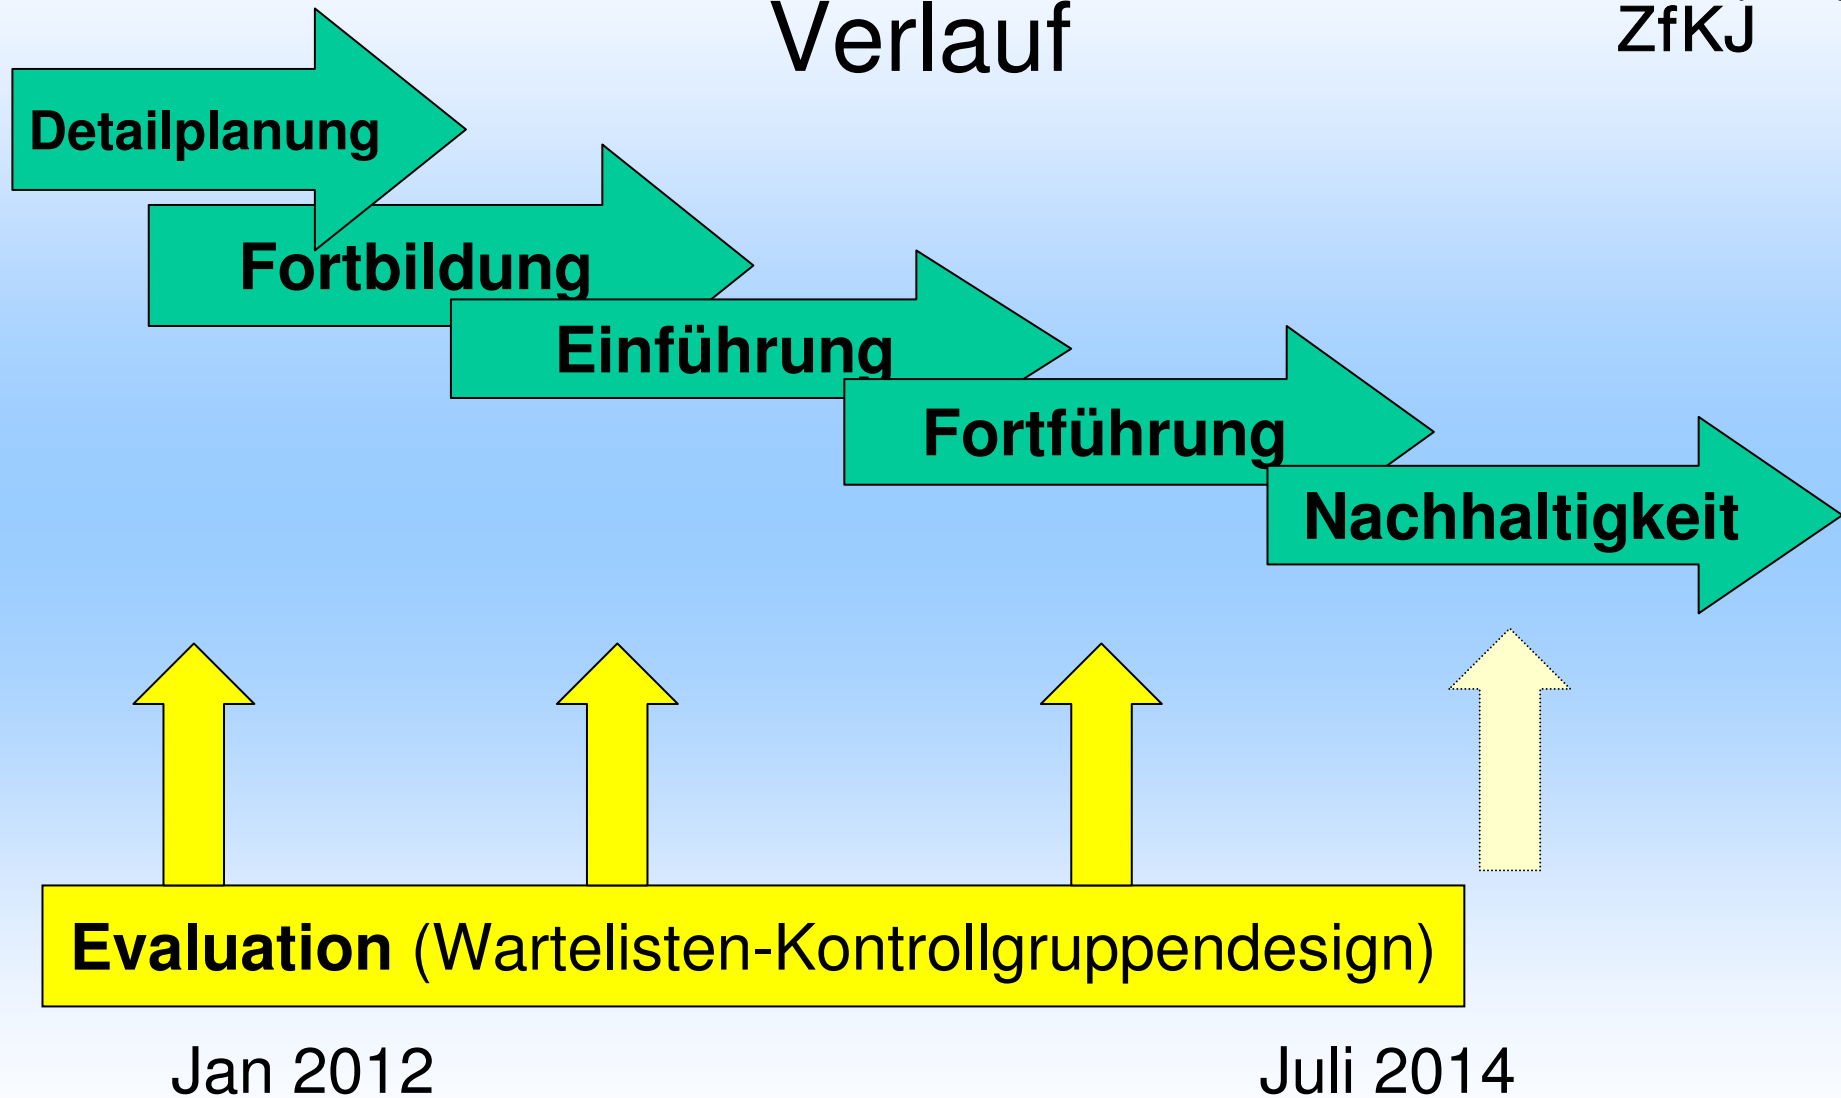 Verlauf
ZfKJ
Detailplanung
Fortbildung
Einführung
Fortführung
Nachhaltigkeit
Evaluation (Wartelisten-Kontrollgruppendesign)
Jan 2012
Juli 2014